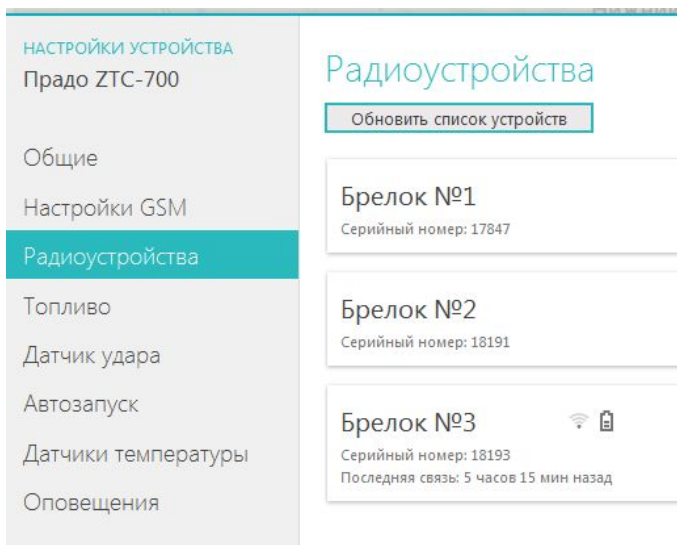 НАСТРОЙКИ УСТРОЙСТВА
Прадо ZTC-700
Общие
Настройки GSM
Радиоустройства
Топливо
Датчик удара
Автозапуск
Датчики температуры
Оповещения
Радиоустройства
Обновить список устройств
Брелок №1
Серийный номер: 17847
Брелок №2
Серийный номер: 18191
Брелок №3
Серийный номер: 18193
Последняя связь: 5 часов 15 мин назад